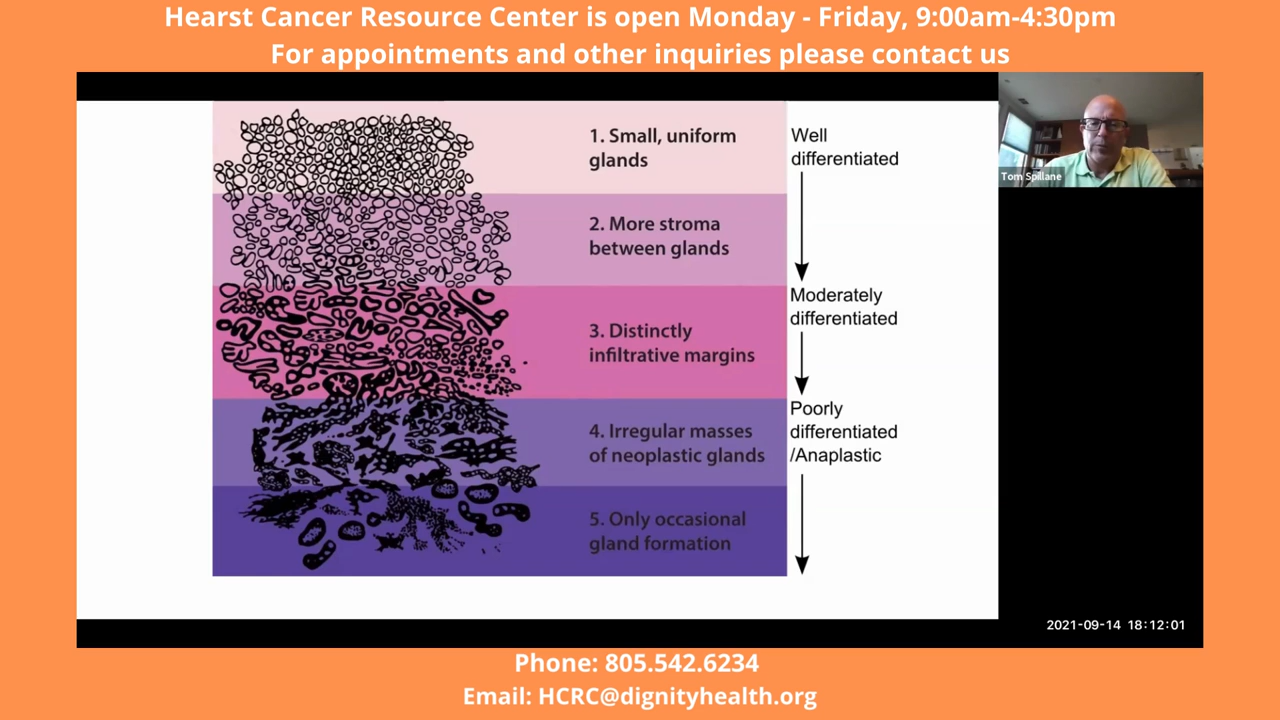 Hearst Cancer Resource Center is open Monday - Friday, 9:00am-4:30pm
For appointments and other inquiries please contact us
1. Small, uniform
glands
Well
differentiated
Tom Spillane
2. More stroma
between glands
Moderately
differentiated
3. Distinctly
infiltrative margins
Poorly
differentiated
/Anaplastic
4. Irregular masses
of neoplastic glands
5. Only occasional
gland formation
2021-09-14 18:12:01
Phone: 805.542.6234
Email: HCRC@dignityhealth.org